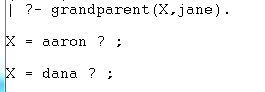 | ?- grandparent(X,jane).
X = aaron ? ;
X = dana ? ;